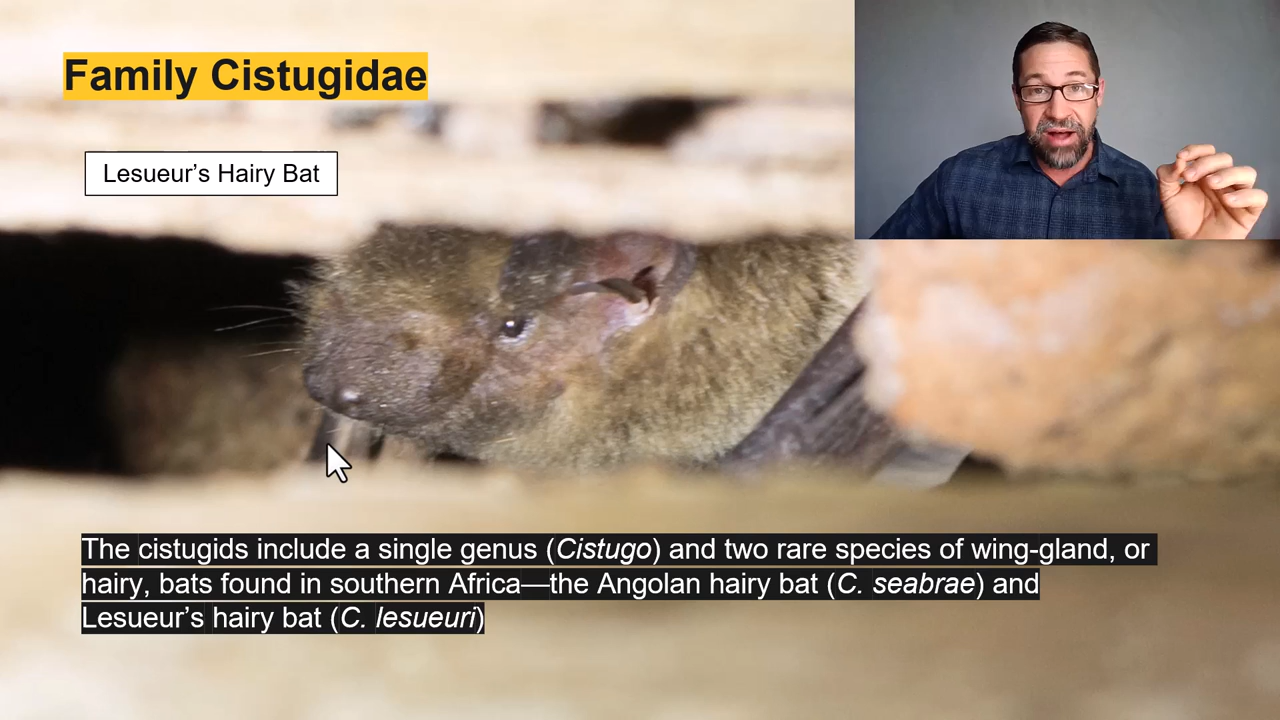 Family Cistugidae
Lesueur’s Hairy Bat
The cistugids include a single genus (Cistugo) and two rare species of wing-gland, or
hairy, bats found in southern Africa—the Angolan hairy bat (C. seabrae) and
Lesueur’s hairy bat (C. lesueuri)